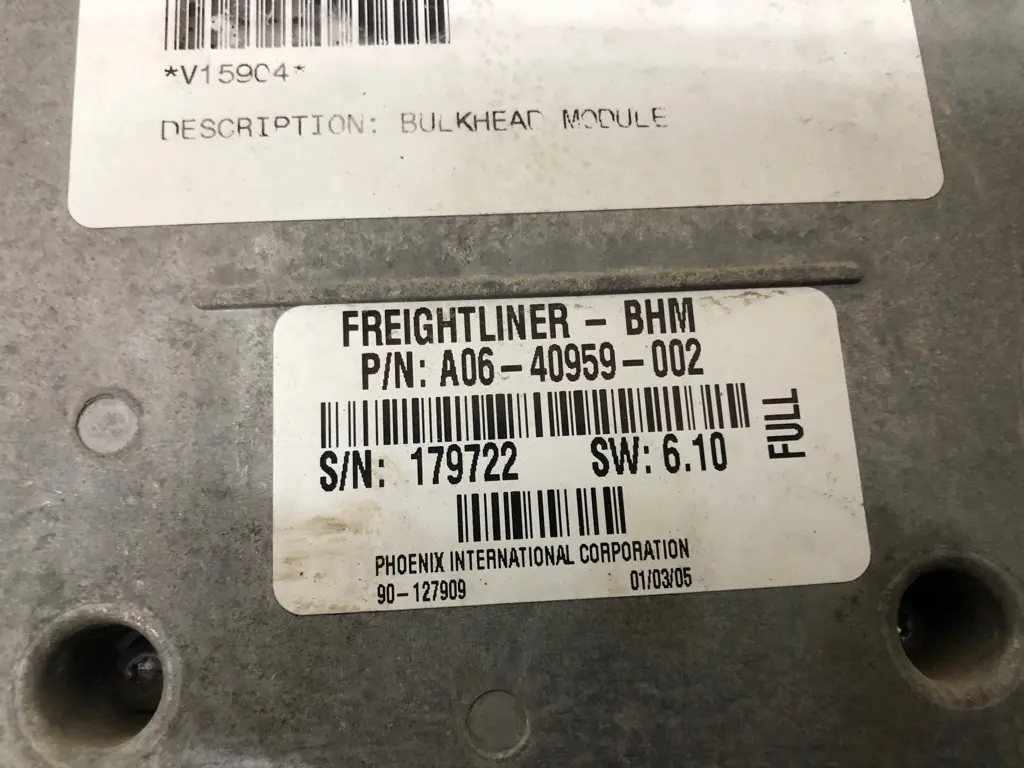 *V15904*
DESCRIPTION: BULKHEAD MODULE
FREIGHTLINER - BHM
P/N: A06-40959-002
FULL
S/N: 179722 SW: 6.10
PHOENIX INTERNATIONAL CORPORATION
90-127909 01/03/05